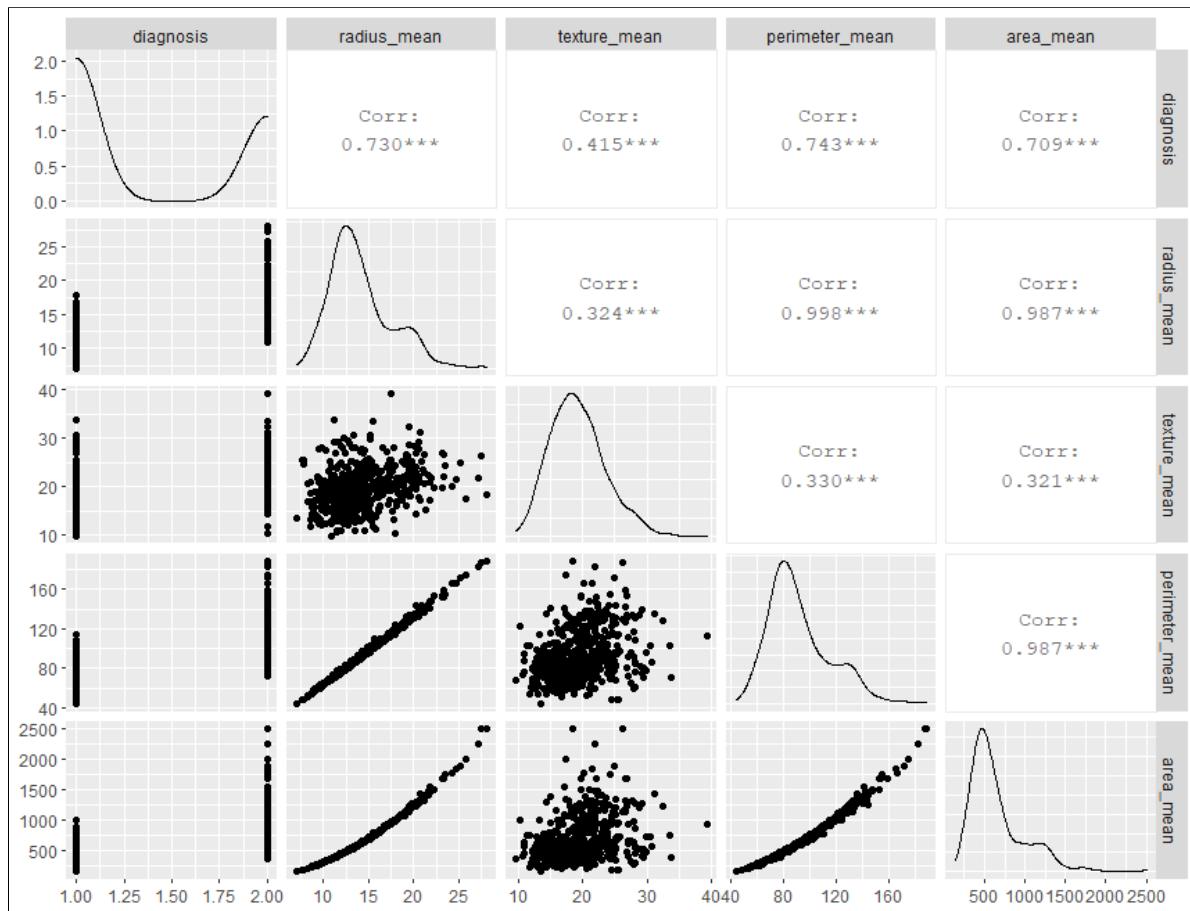 diagnosis radius_mean texture_mean perimeter_mean area_mean
2.0
1.5
1.0
0.5
0.0
Corr:
0.730***
Corr:
0.415***
Corr:
0.743***
Corr:
0.709***
diagnosis
25
20
15
10
Corr:
0.324***
Corr:
0.998***
Corr:
0.987***
radius_mean
40
30
20
10
Corr:
0.330***
Corr:
0.321***
texture_mean
160
120
80
40
Corr:
0.987***
perimeter_mean
2500
2000
1500
1000
500
area_mean
1.00 1.25 1.50 1.75 2.00 10 15 20 25 10 20 30 40 40 80 120 160 500 1000 1500 2000 2500